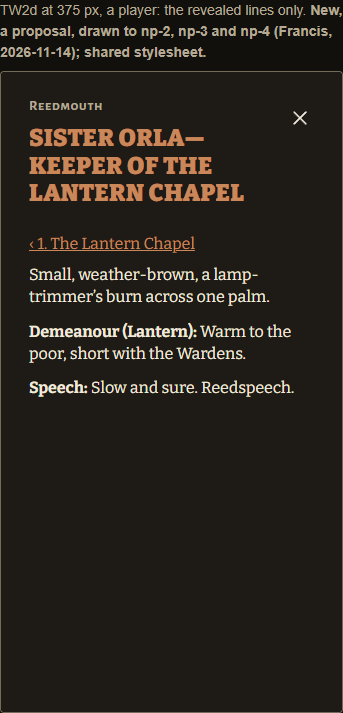 TW2d at 375 px, a player: the revealed lines only. New,
a proposal, drawn to np-2, np-3 and np-4 (Francis,
2026-11-14); shared stylesheet.
Reedmouth
SISTER ORLA—
KEEPER OF THE
LANTERN CHAPEL
‹ 1. The Lantern Chapel
Small, weather-brown, a lamp-
trimmer’s burn across one palm.
Demeanour (Lantern): Warm to the
poor, short with the Wardens.
Speech: Slow and sure. Reedspeech.